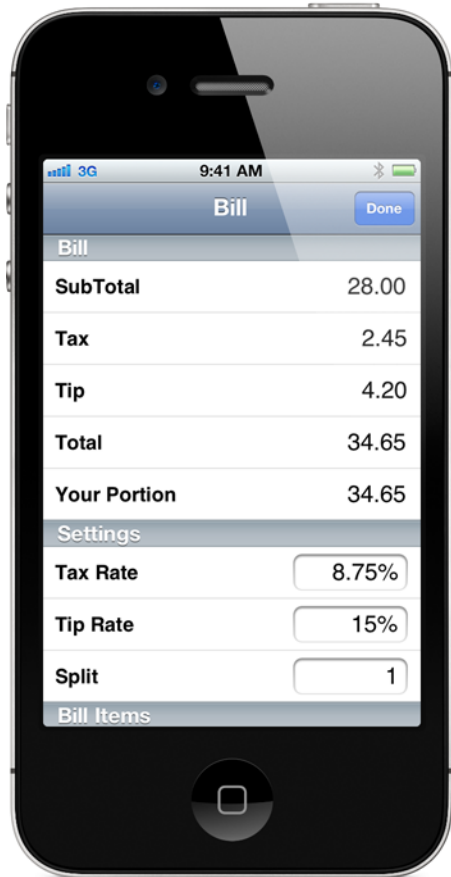 3G 9:41 AM
Bill Done
Bill
SubTotal 28.00
Tax 2.45
Tip 4.20
Total 34.65
Your Portion 34.65
Settings
Tax Rate 8.75%
Tip Rate 15%
Split 1
Bill Items